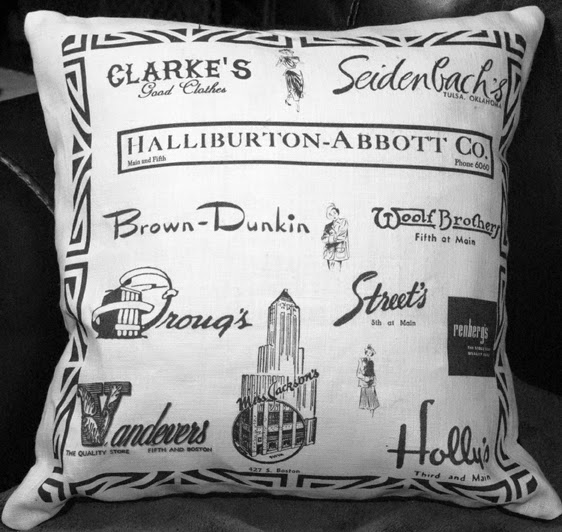 CLARKE'S
Good Clothes
Seidenbach's
TULSA, OKLAHOMA
HALLIBURTON-ABBOTT CO.
Main and Fifth
Phone 6060
Brown-Dunkin
Woolf Brothers
Fifth at Main
Froug's
Street's
5th at Main
renberg's
Vandevers
THE QUALITY STORE
FIFTH AND BOSTON
Miss Jackson's
427 S. Boston
Holly's
Third and Main